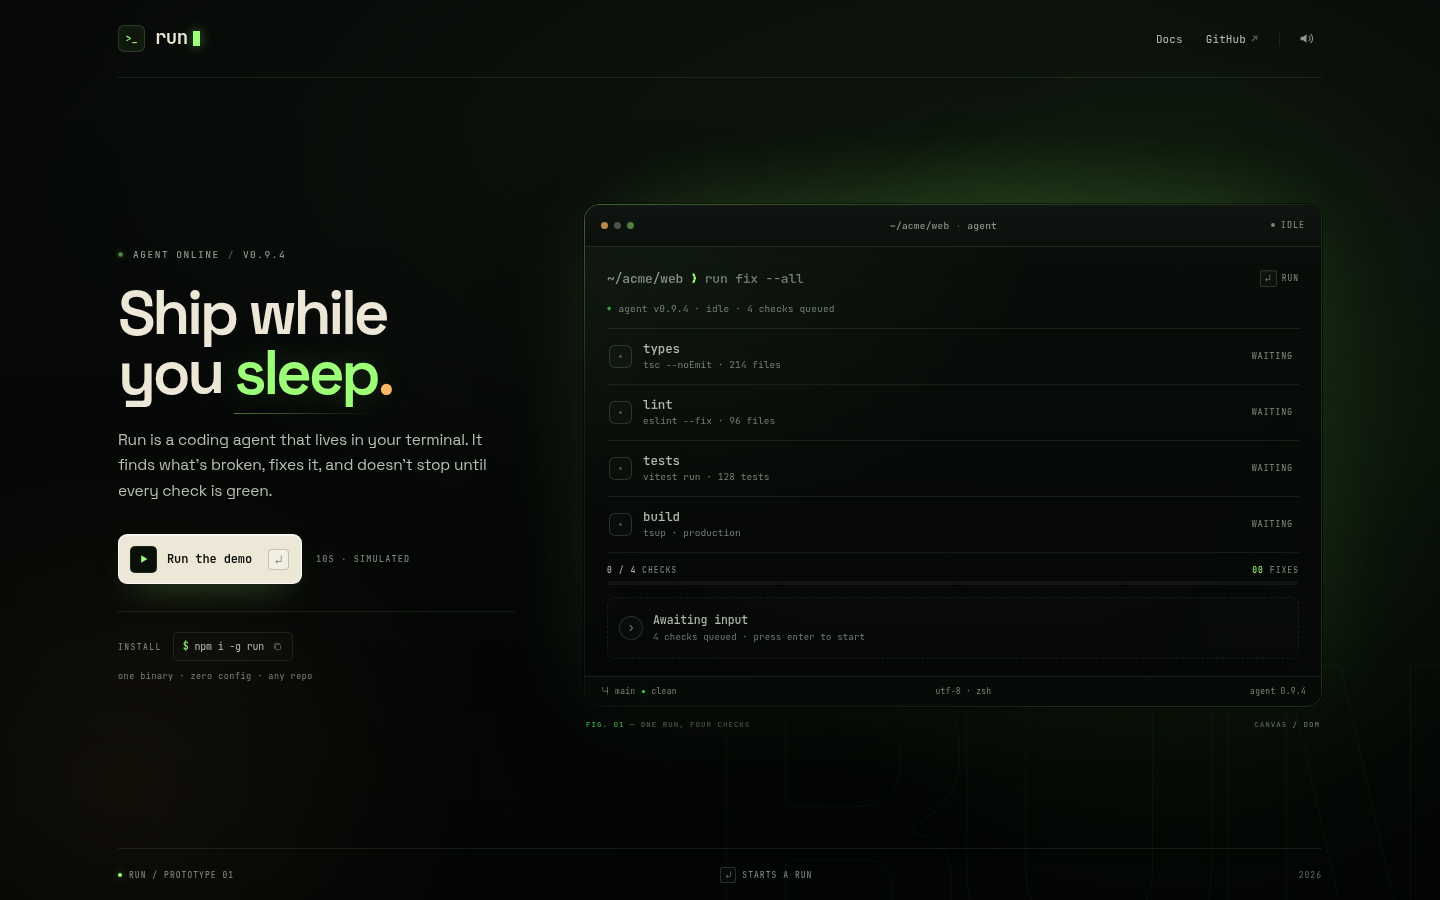 >_ run
Docs GitHub ↗
AGENT ONLINE / V0.9.4
Ship while
you sleep.
Run is a coding agent that lives in your terminal. It
finds what's broken, fixes it, and doesn't stop until
every check is green.
Run the demo ↵
10S · SIMULATED
INSTALL
$ npm i -g run
one binary · zero config · any repo
~/acme/web · agent
IDLE
~/acme/web ❯ run fix --all
↵ RUN
agent v0.9.4 · idle · 4 checks queued
types
tsc --noEmit · 214 files
WAITING
lint
eslint --fix · 96 files
WAITING
tests
vitest run · 128 tests
WAITING
build
tsup · production
WAITING
0 / 4 CHECKS
00 FIXES
Awaiting input
4 checks queued · press enter to start
main • clean
utf-8 · zsh
agent 0.9.4
FIG. 01 — ONE RUN, FOUR CHECKS
CANVAS / DOM
RUN
RUN / PROTOTYPE 01
↵ STARTS A RUN
2026